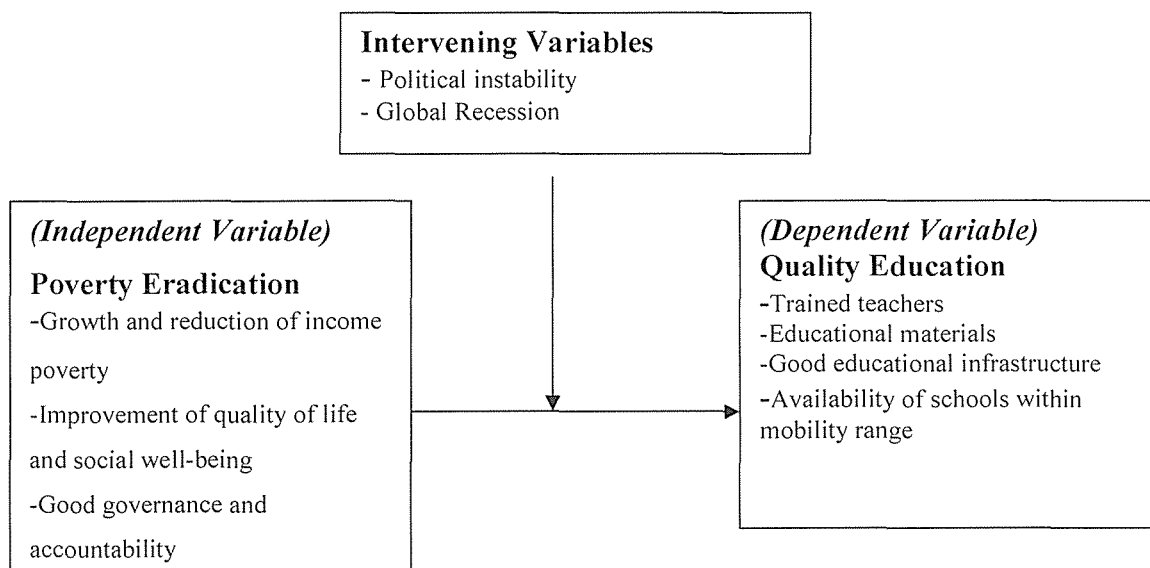 Intervening Variables
- Political instability
- Global Recession
(Independent Variable)
Poverty Eradication
-Growth and reduction of income
poverty
-Improvement of quality of life
and social well-being
-Good governance and
accountability
(Dependent Variable)
Quality Education
-Trained teachers
-Educational materials
-Good educational infrastructure
-Availability of schools within
mobility range